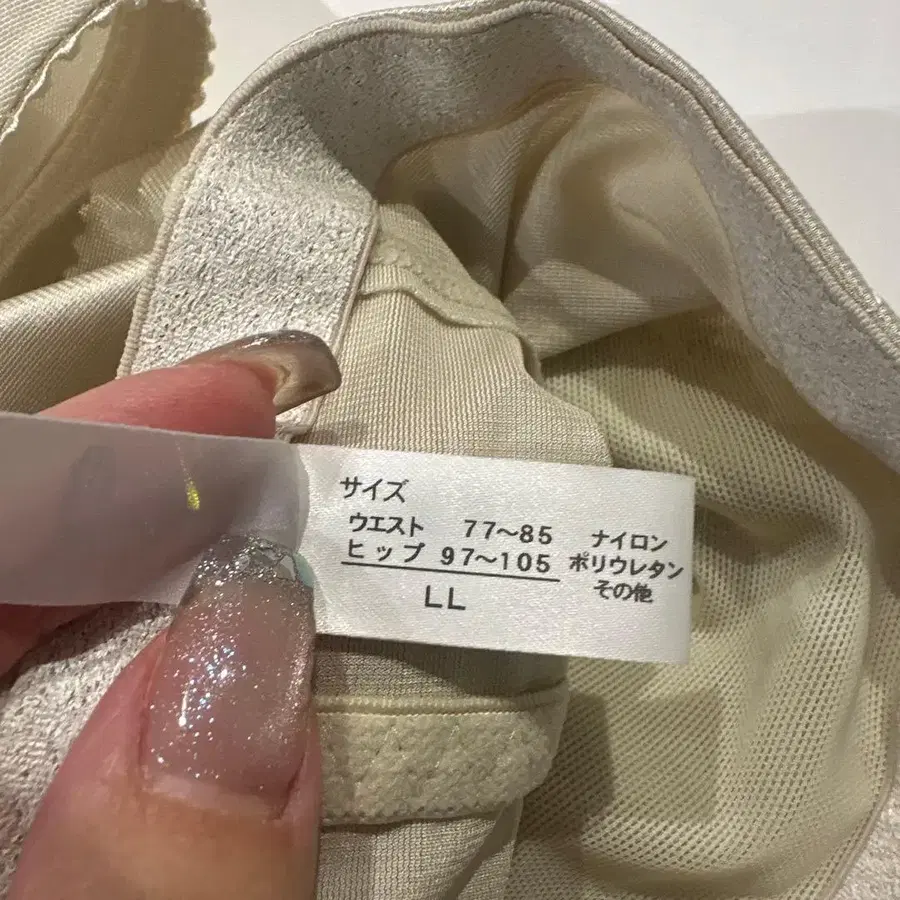 サイズ
ウエスト 77〜85
ヒップ 97〜105
LL
ナイロン
ポリウレタン
その他